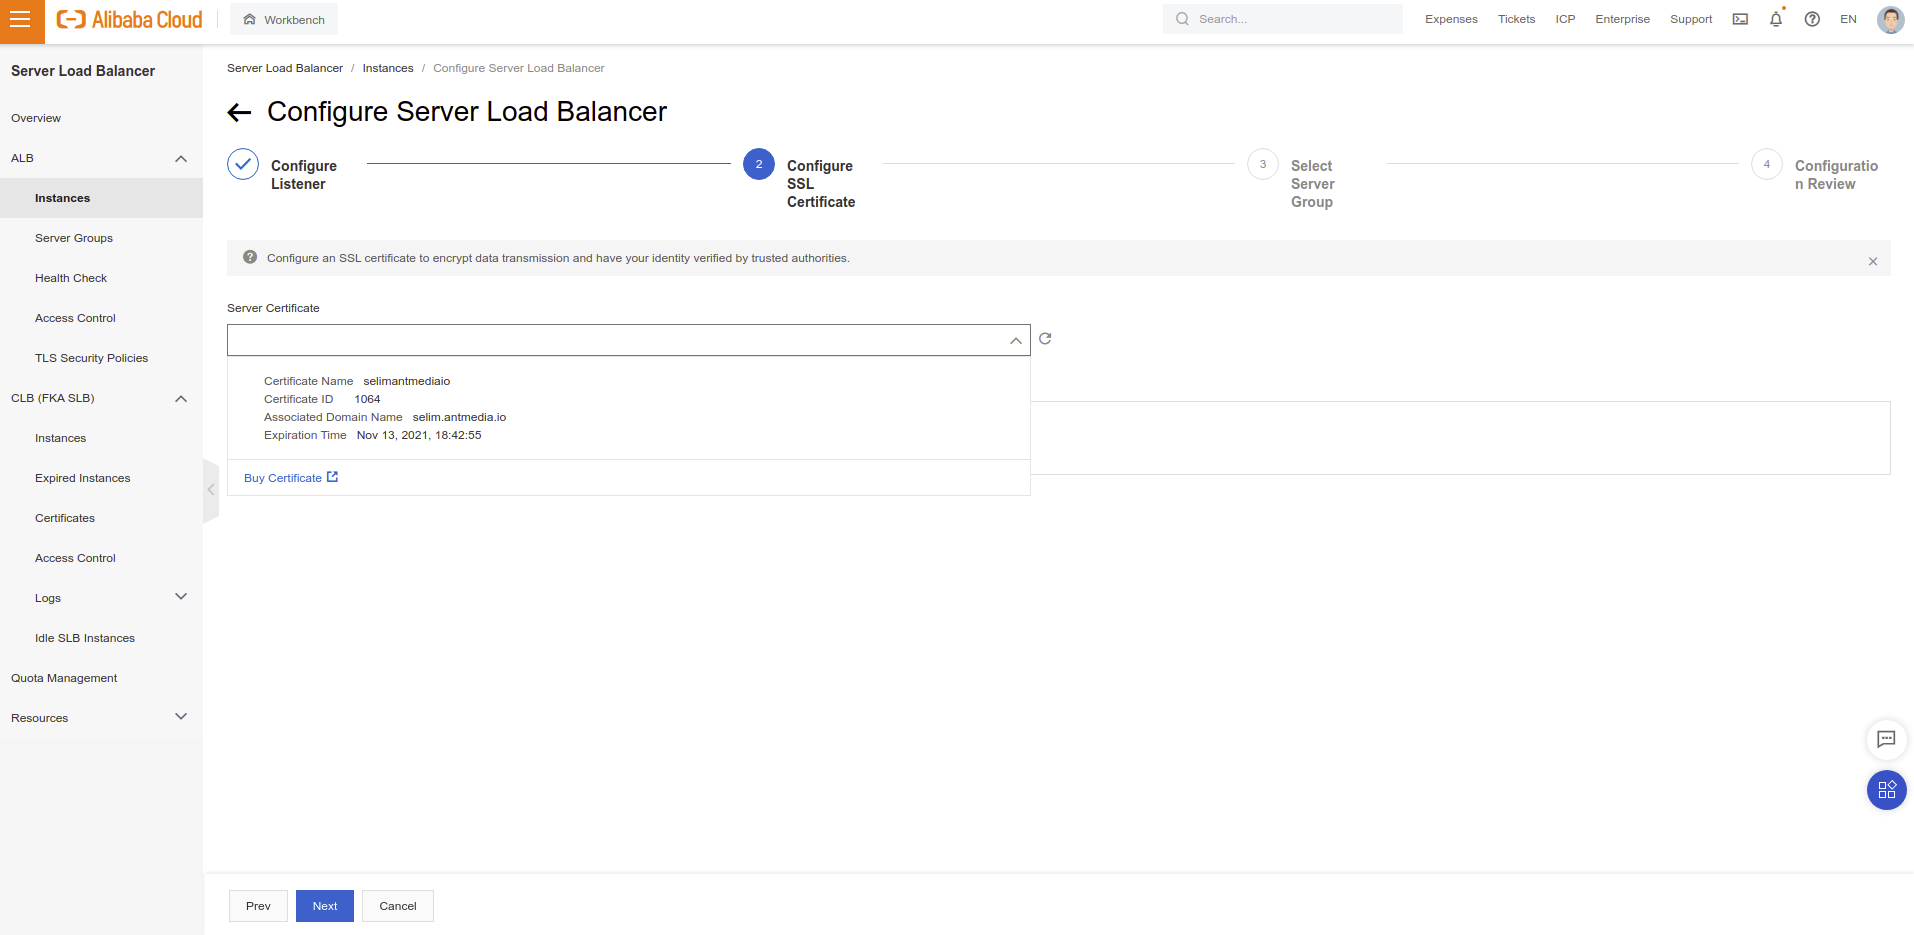 Alibaba Cloud
Workbench
Search...
Expenses
Tickets
ICP
Enterprise
Support
EN
Server Load Balancer
Overview
ALB
Instances
Server Groups
Health Check
Access Control
TLS Security Policies
CLB (FKA SLB)
Instances
Expired Instances
Certificates
Access Control
Logs
Idle SLB Instances
Quota Management
Resources
Server Load Balancer / Instances / Configure Server Load Balancer
Configure Server Load Balancer
Configure
Listener
2
Configure
SSL
Certificate
3
Select
Server
Group
4
Configuratio
n Review
Configure an SSL certificate to encrypt data transmission and have your identity verified by trusted authorities.
Server Certificate
Certificate Name selimantmediaio
Certificate ID 1064
Associated Domain Name selim.antmedia.io
Expiration Time Nov 13, 2021, 18:42:55
Buy Certificate
Prev
Next
Cancel